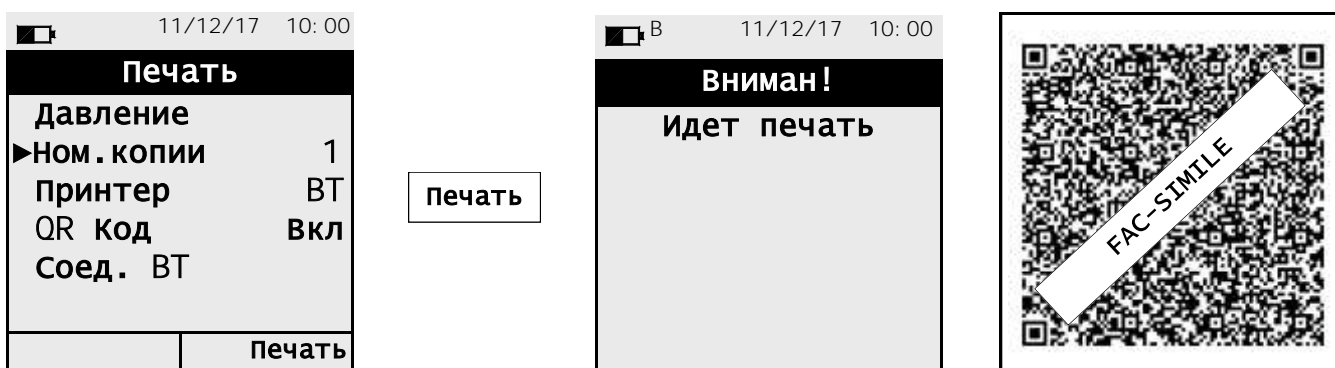 11/12/17 10:00
Печать
Давление
►Ном.копии 1
Принтер BT
QR Код Вкл
Соед. BT
Печать
Печать
B 11/12/17 10:00
Вниман!
Идет печать
FAC-SIMILE